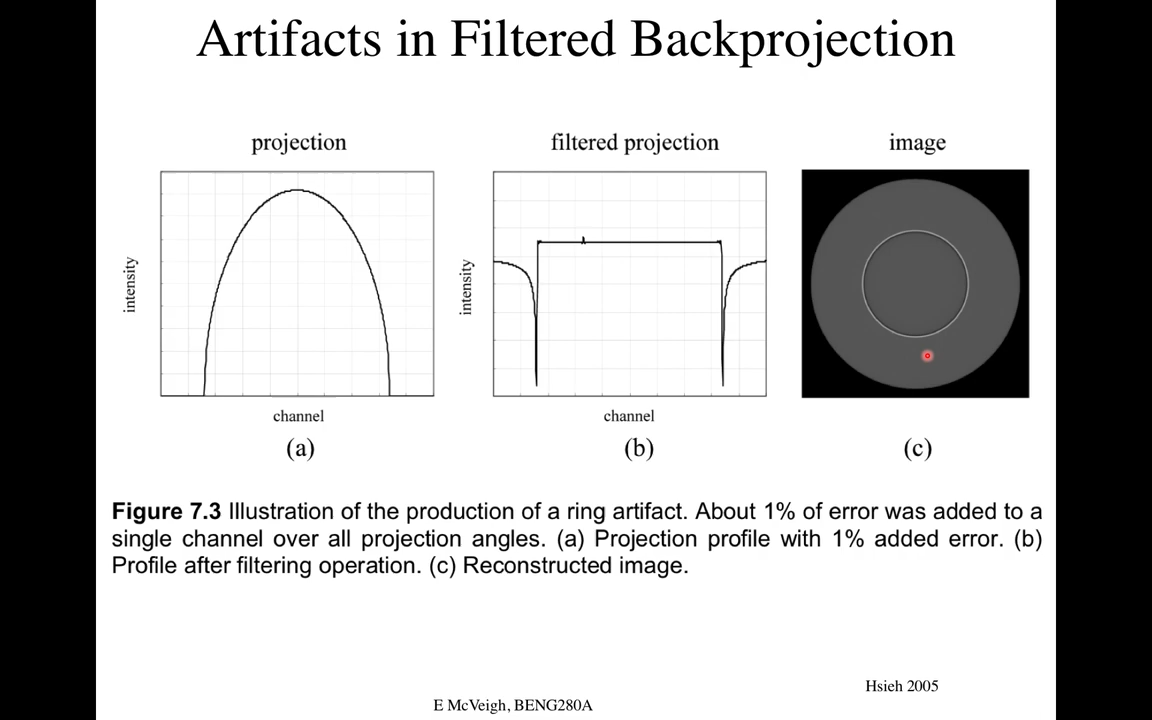 Artifacts in Filtered Backprojection
projection
filtered projection
image
intensity
intensity
channel
channel
(a)
(b)
(c)
Figure 7.3 Illustration of the production of a ring artifact. About 1% of error was added to a
single channel over all projection angles. (a) Projection profile with 1% added error. (b)
Profile after filtering operation. (c) Reconstructed image.
Hsieh 2005
E McVeigh, BENG280A